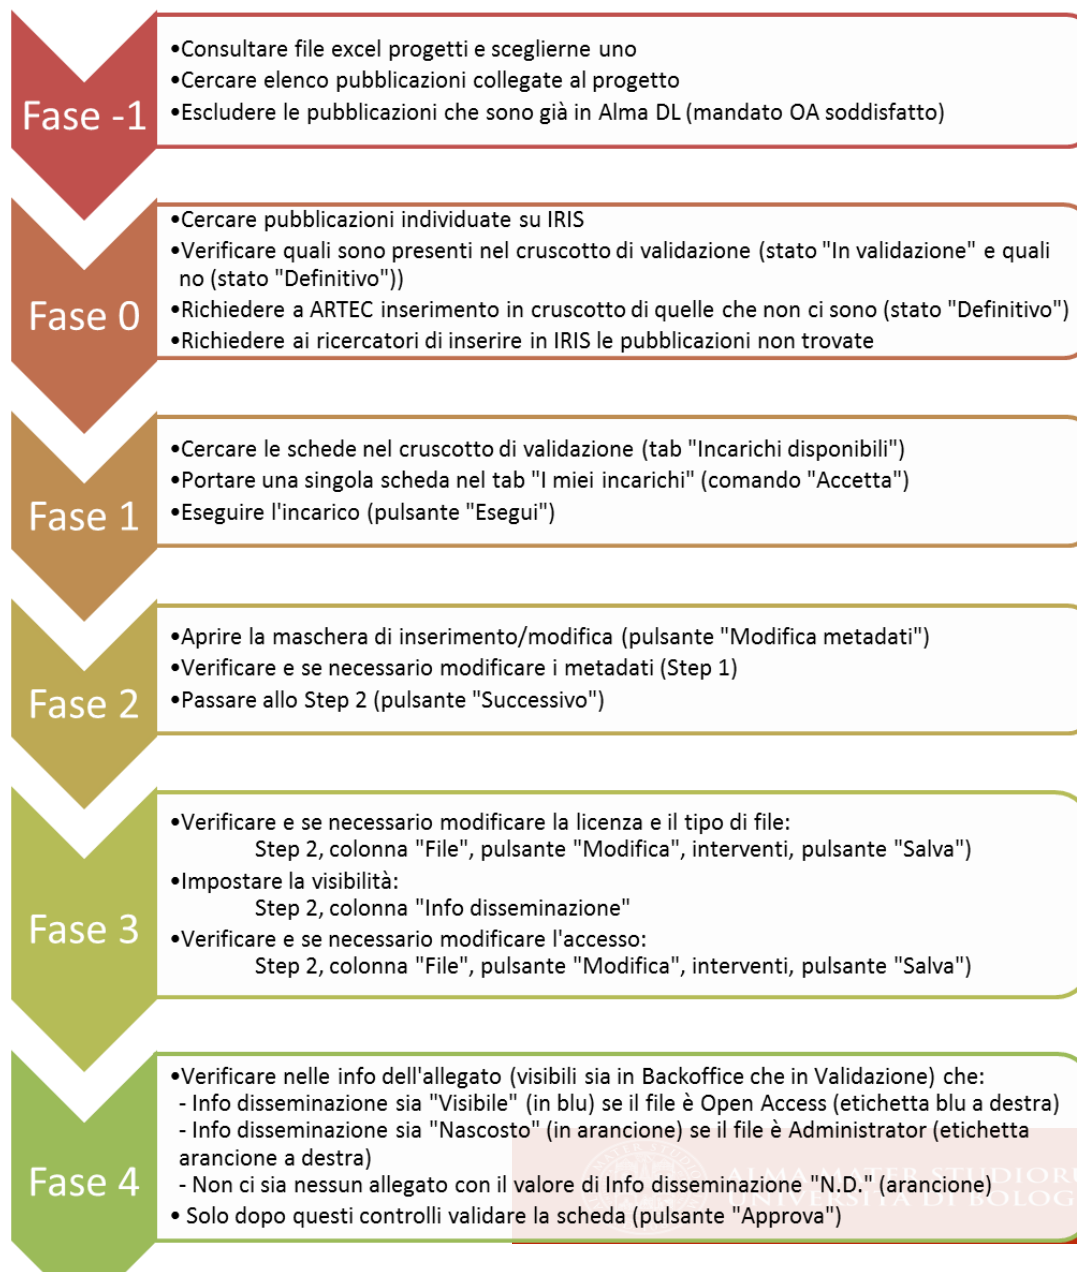 Fase -1
•Consultare file excel progetti e sceglierne uno
•Cercare elenco pubblicazioni collegate al progetto
•Escludere le pubblicazioni che sono già in Alma DL (mandato OA soddisfatto)
Fase 0
•Cercare pubblicazioni individuate su IRIS
•Verificare quali sono presenti nel cruscotto di validazione (stato "In validazione" e quali
no (stato "Definitivo"))
•Richiedere a ARTEC inserimento in cruscotto di quelle che non ci sono (stato "Definitivo")
•Richiedere ai ricercatori di inserire in IRIS le pubblicazioni non trovate
Fase 1
•Cercare le schede nel cruscotto di validazione (tab "Incarichi disponibili")
•Portare una singola scheda nel tab "I miei incarichi" (comando "Accetta")
•Eseguire l'incarico (pulsante "Esegui")
Fase 2
•Aprire la maschera di inserimento/modifica (pulsante "Modifica metadati")
•Verificare e se necessario modificare i metadati (Step 1)
•Passare allo Step 2 (pulsante "Successivo")
Fase 3
•Verificare e se necessario modificare la licenza e il tipo di file:
Step 2, colonna "File", pulsante "Modifica", interventi, pulsante "Salva")
•Impostare la visibilità:
Step 2, colonna "Info disseminazione"
•Verificare e se necessario modificare l'accesso:
Step 2, colonna "File", pulsante "Modifica", interventi, pulsante "Salva")
Fase 4
•Verificare nelle info dell'allegato (visibili sia in Backoffice che in Validazione) che:
- Info disseminazione sia "Visibile" (in blu) se il file è Open Access (etichetta blu a destra)
- Info disseminazione sia "Nascosto" (in arancione) se il file è Administrator (etichetta
arancione a destra)
- Non ci sia nessun allegato con il valore di Info disseminazione "N.D." (arancione)
• Solo dopo questi controlli validare la scheda (pulsante "Approva")
ALMA MATER STUDIORU
UNIVERSITÀ DI BOLOG